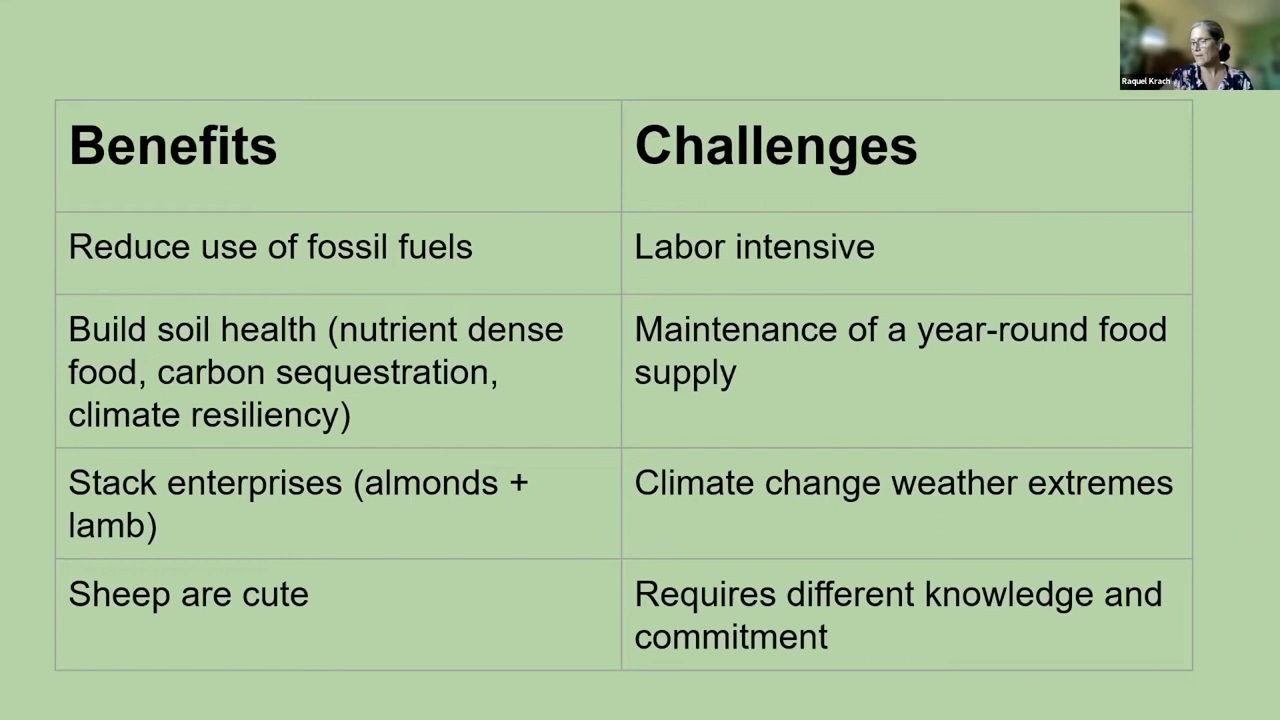 Raquel Krach
Benefits
Challenges
Reduce use of fossil fuels
Labor intensive
Build soil health (nutrient dense
food, carbon sequestration,
climate resiliency)
Maintenance of a year-round food
supply
Stack enterprises (almonds +
lamb)
Climate change weather extremes
Sheep are cute
Requires different knowledge and
commitment